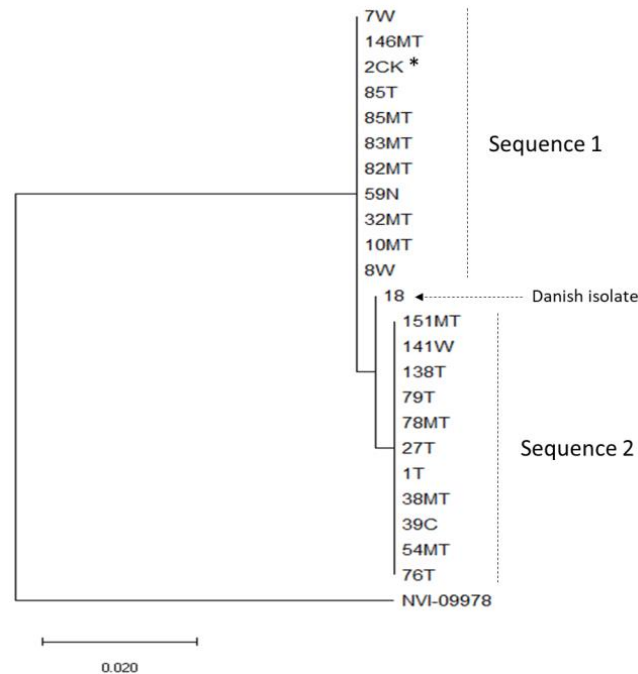 7W
146MT
2CK *
85T
85MT
83MT
82MT
59N
32MT
10MT
8W
Sequence 1
18
Danish isolate
151MT
141W
138T
79T
78MT
27T
1T
38MT
39C
54MT
76T
Sequence 2
NVI-09978
0.020